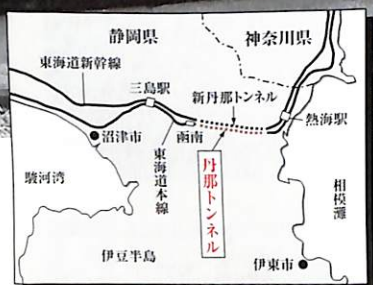 静岡県
神奈川県
東海道新幹線
三島駅
新丹那トンネル
熱海駅
沼津市
函南
東海道本線
丹那トンネル
駿河湾
相模灘
伊豆半島
伊東市